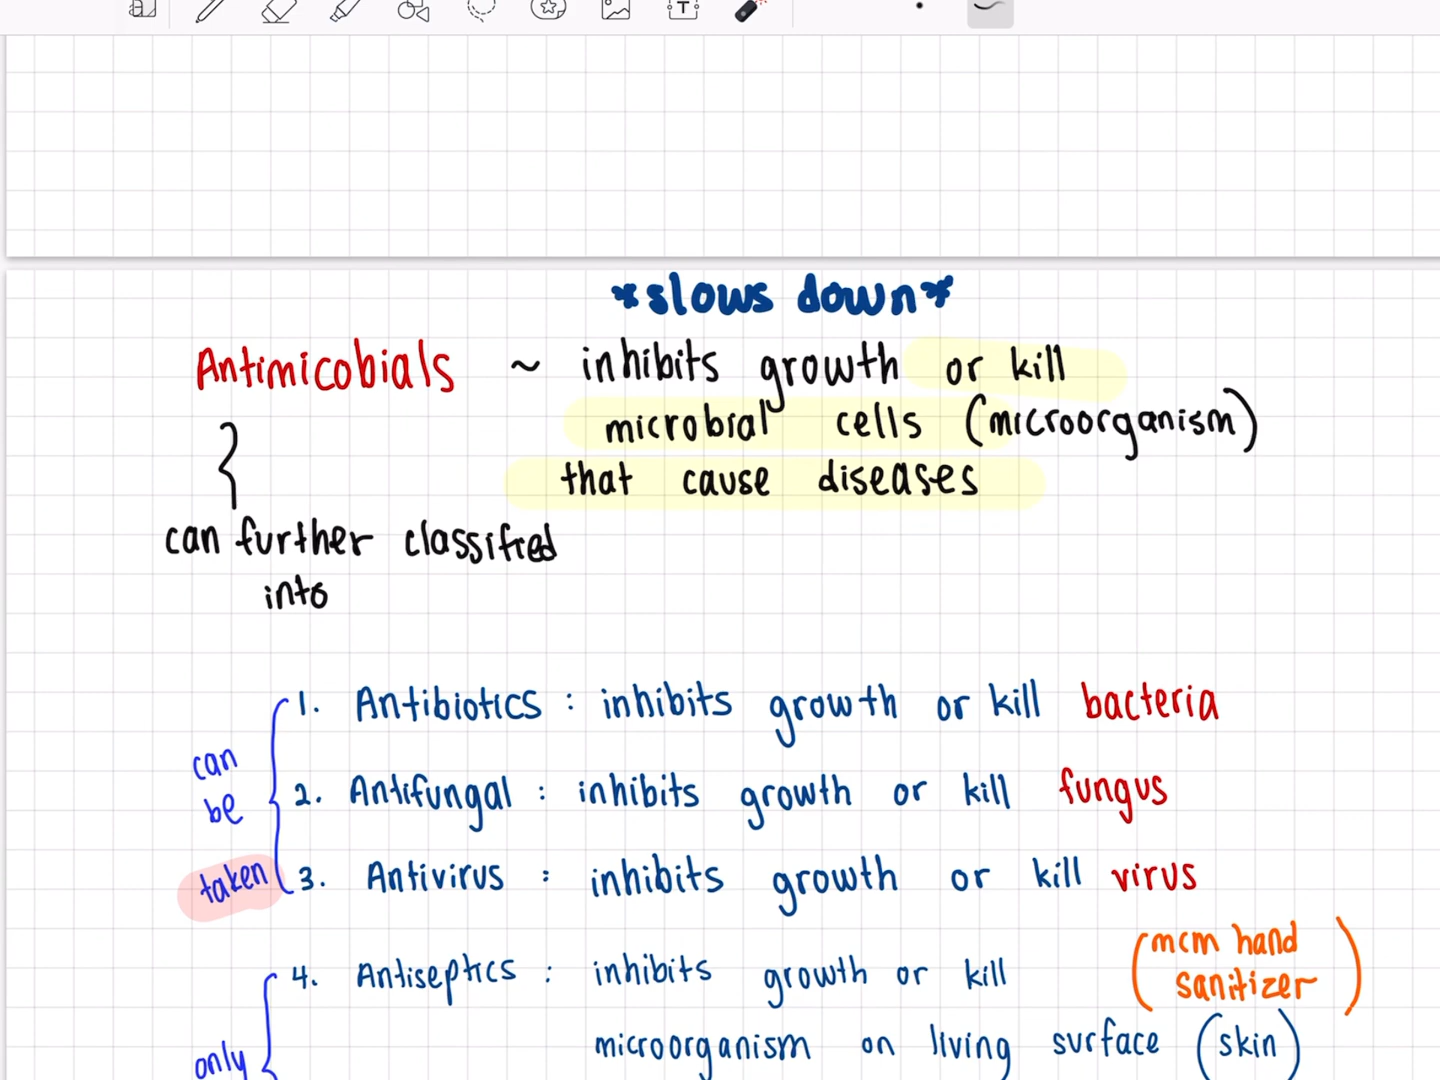 *slows down*
Antimicobials ~ inhibits growth or kill
microbial cells (microorganism)
that cause diseases
can further classified
into
1. Antibiotics : inhibits growth or kill bacteria
can
be
taken
2. Antifungal : inhibits growth or kill fungus
3. Antivirus : inhibits growth or kill virus
4. Antiseptics : inhibits growth or kill
(mcm hand
sanitizer)
microorganism on living surface (skin)
only